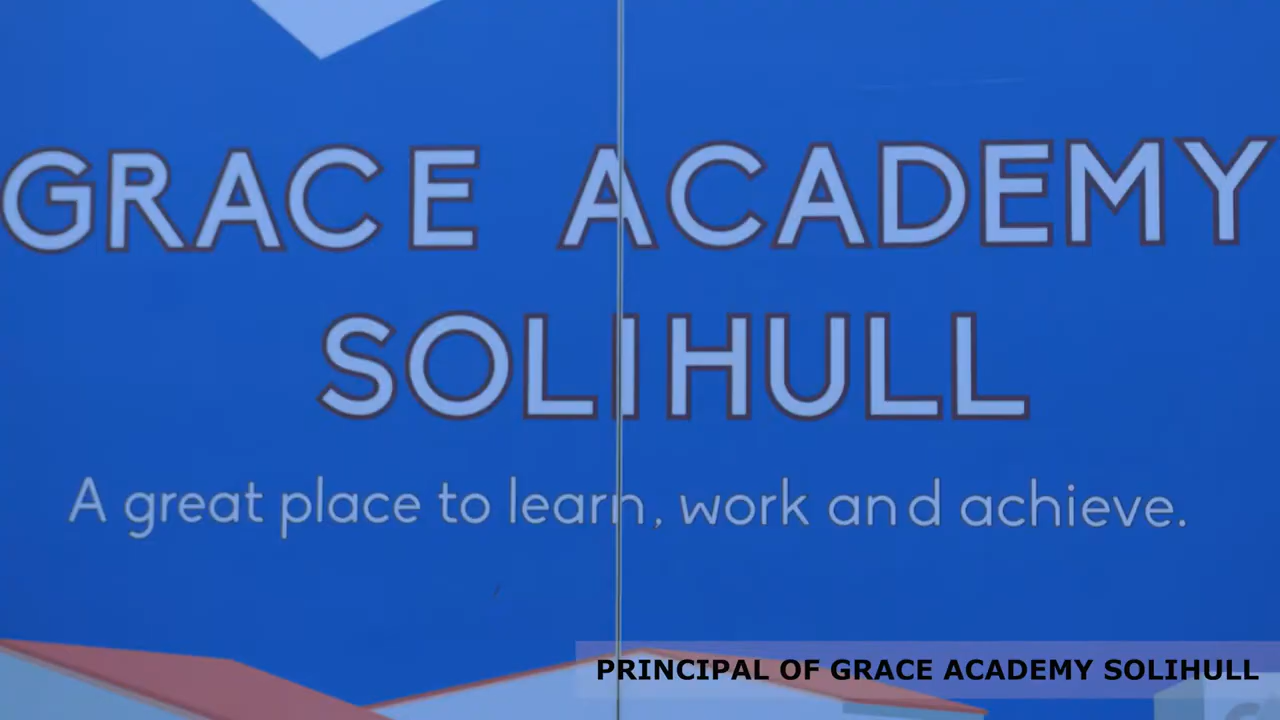 GRACE ACADEMY
SOLIHULL
A great place to learn, work and achieve.
PRINCIPAL OF GRACE ACADEMY SOLIHULL